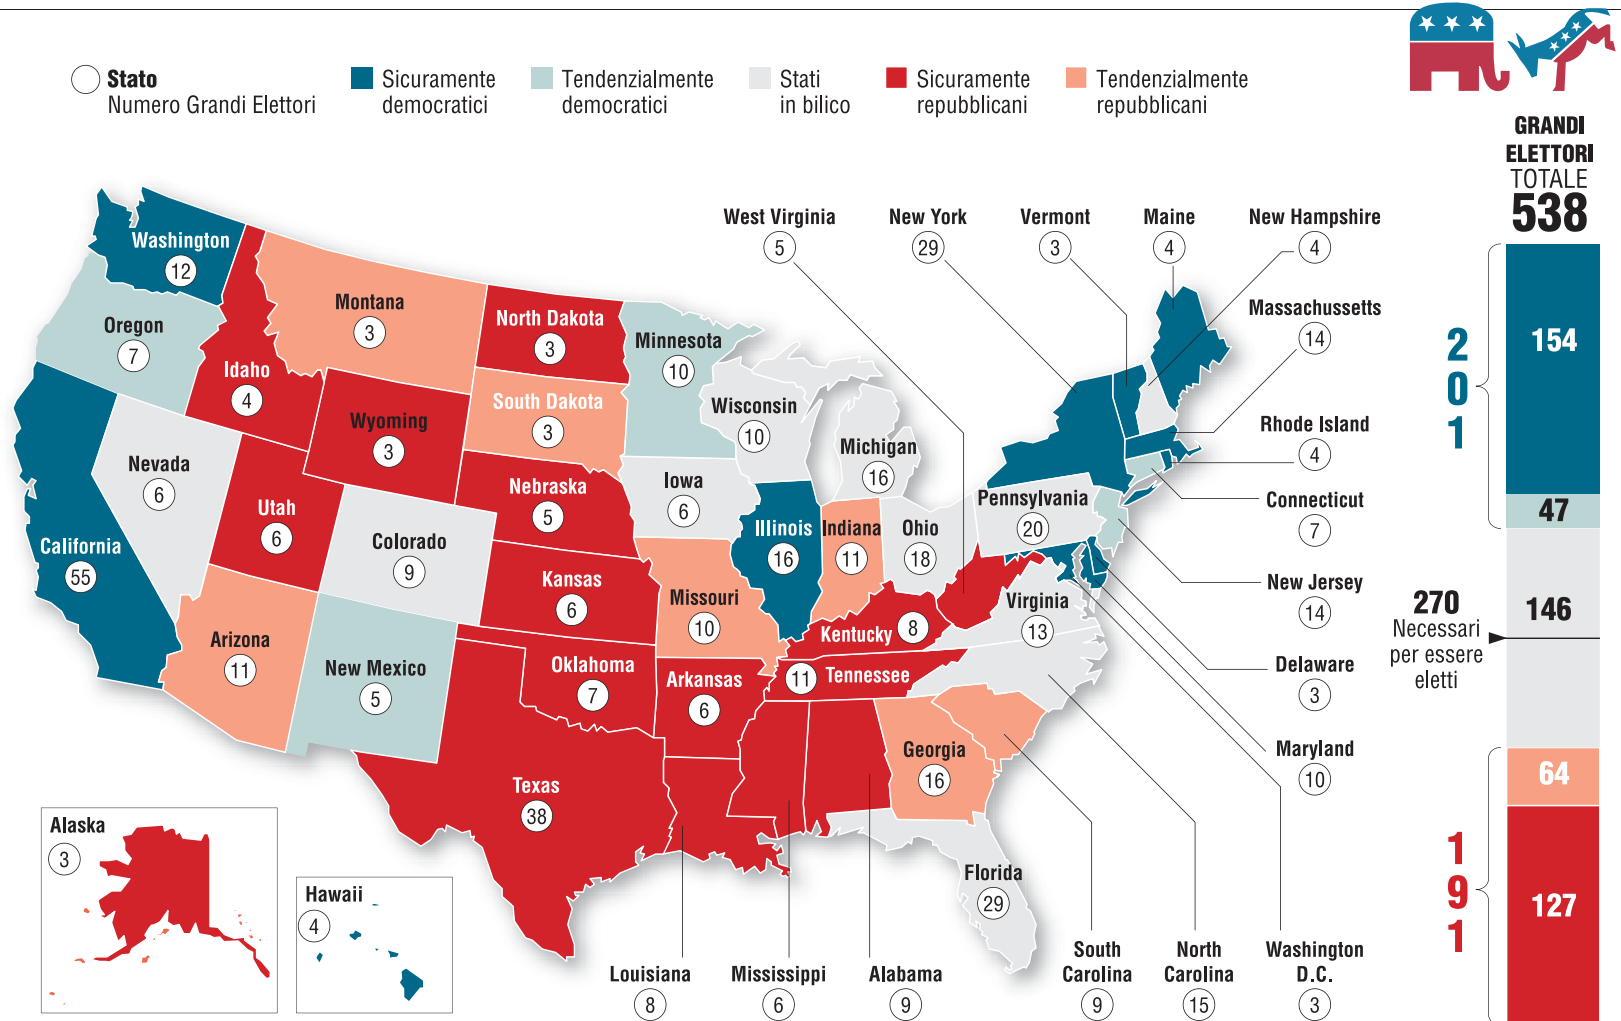 Stato
Numero Grandi Elettori
Sicuramente
democratici
Tendenzialmente
democratici
Stati
in bilico
Sicuramente
repubblicani
Tendenzialmente
repubblicani
GRANDI
ELETTORI
TOTALE
538
West Virginia
5
New York
29
Vermont
3
Maine
4
New Hampshire
4
Massachussetts
14
Rhode Island
4
Connecticut
7
New Jersey
14
Delaware
3
Maryland
10
Washington
D.C.
3
North
Carolina
15
South
Carolina
9
Alabama
9
Mississippi
6
Louisiana
8
Washington
12
Oregon
7
California
55
Nevada
6
Idaho
4
Montana
3
Wyoming
3
Utah
6
Arizona
11
Colorado
9
New Mexico
5
North Dakota
3
South Dakota
3
Nebraska
5
Kansas
6
Oklahoma
7
Texas
38
Minnesota
10
Iowa
6
Missouri
10
Arkansas
6
Wisconsin
10
Illinois
16
Michigan
16
Indiana
11
Ohio
18
Kentucky 8
11 Tennessee
Pennsylvania
20
Virginia
13
Georgia
16
Florida
29
Alaska
3
Hawaii
4
201
154
47
270
Necessari
per essere
eletti
146
64
191
127